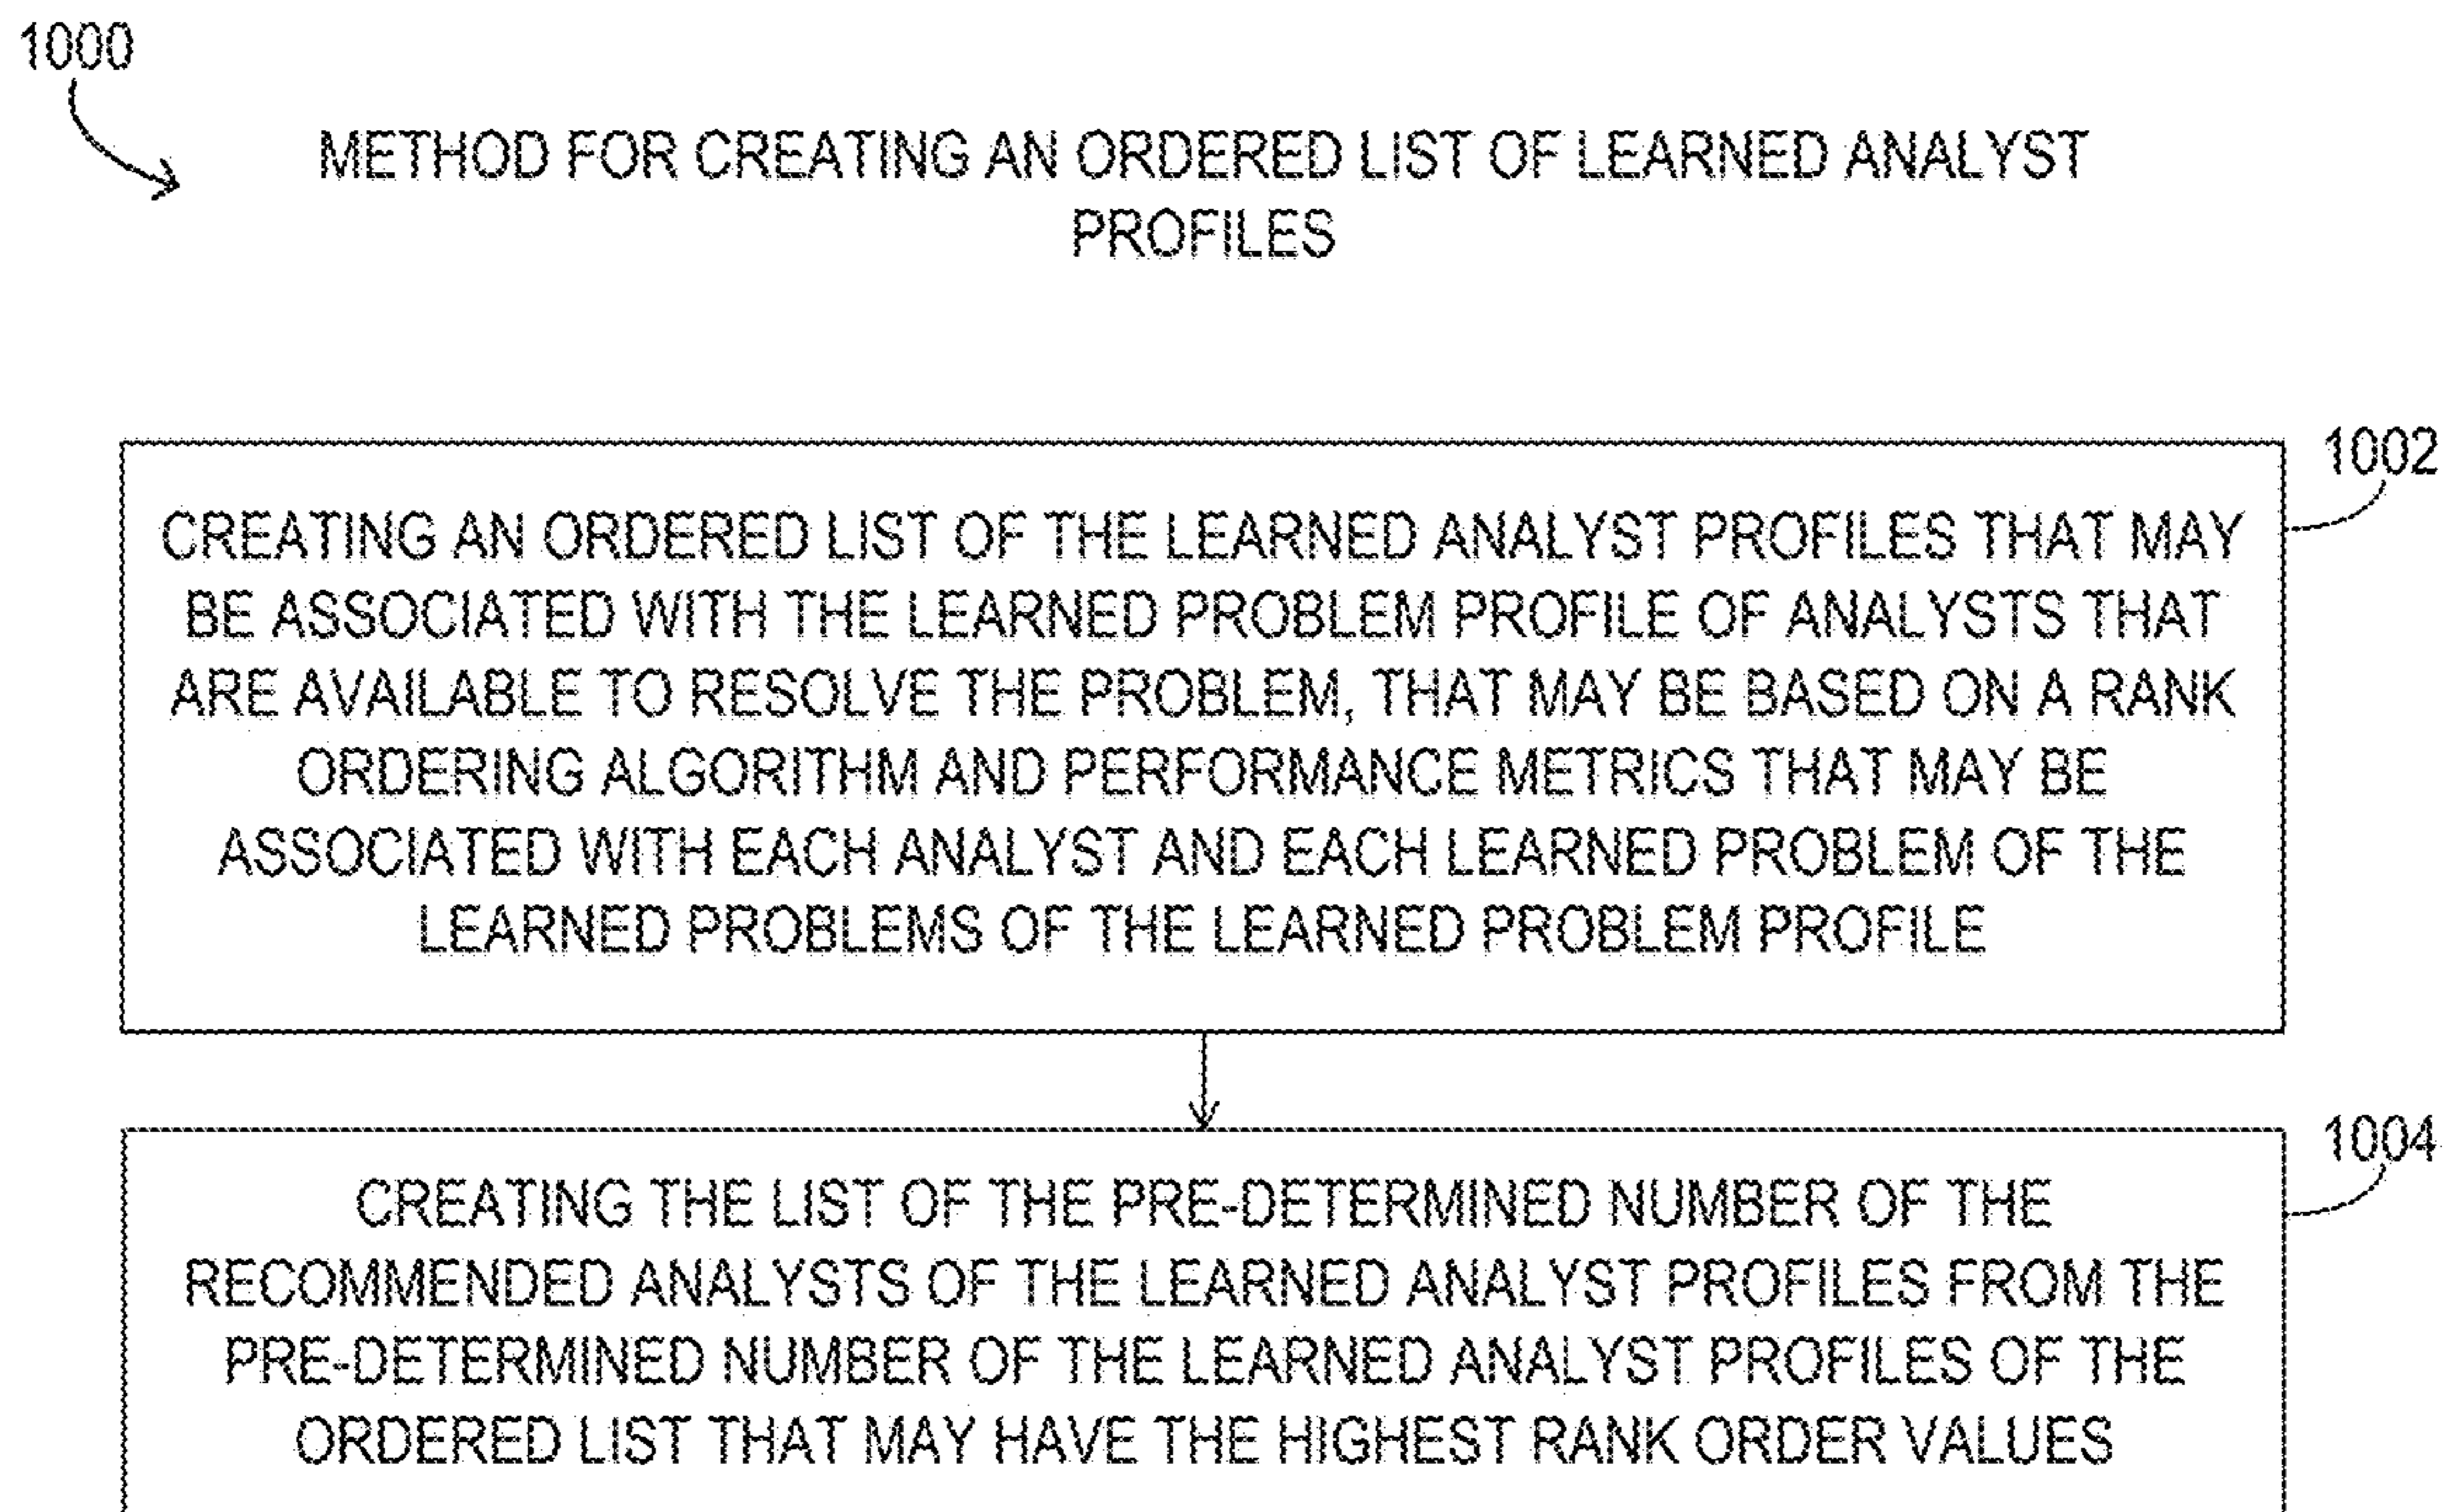 1000
METHOD FOR CREATING AN ORDERED LIST OF LEARNED ANALYST
PROFILES
1002
CREATING AN ORDERED LIST OF THE LEARNED ANALYST PROFILES THAT MAY
BE ASSOCIATED WITH THE LEARNED PROBLEM PROFILE OF ANALYSTS THAT
ARE AVAILABLE TO RESOLVE THE PROBLEM, THAT MAY BE BASED ON A RANK
ORDERING ALGORITHM AND PERFORMANCE METRICS THAT MAY BE
ASSOCIATED WITH EACH ANALYST AND EACH LEARNED PROBLEM OF THE
LEARNED PROBLEMS OF THE LEARNED PROBLEM PROFILE
1004
CREATING THE LIST OF THE PRE-DETERMINED NUMBER OF THE
RECOMMENDED ANALYSTS OF THE LEARNED ANALYST PROFILES FROM THE
PRE-DETERMINED NUMBER OF THE LEARNED ANALYST PROFILES OF THE
ORDERED LIST THAT MAY HAVE THE HIGHEST RANK ORDER VALUES